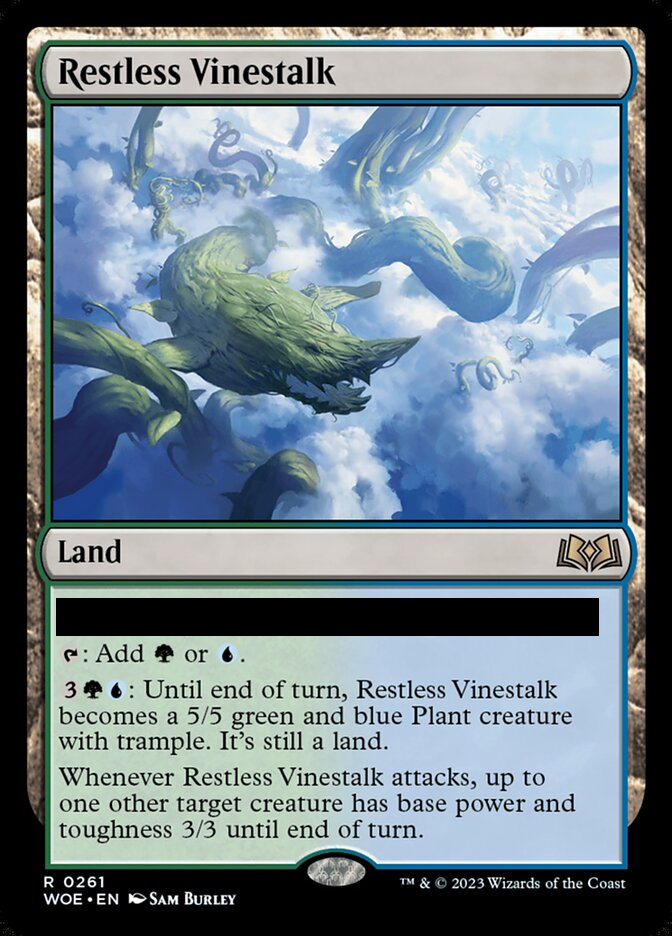 Restless Vinestalk
Land
: Add or .
3 : Until end of turn, Restless Vinestalk
becomes a 5/5 green and blue Plant creature
with trample. It's still a land.
Whenever Restless Vinestalk attacks, up to
one other target creature has base power and
toughness 3/3 until end of turn.
R 0261
WOE • EN Sam Burley
™ & © 2023 Wizards of the Coast